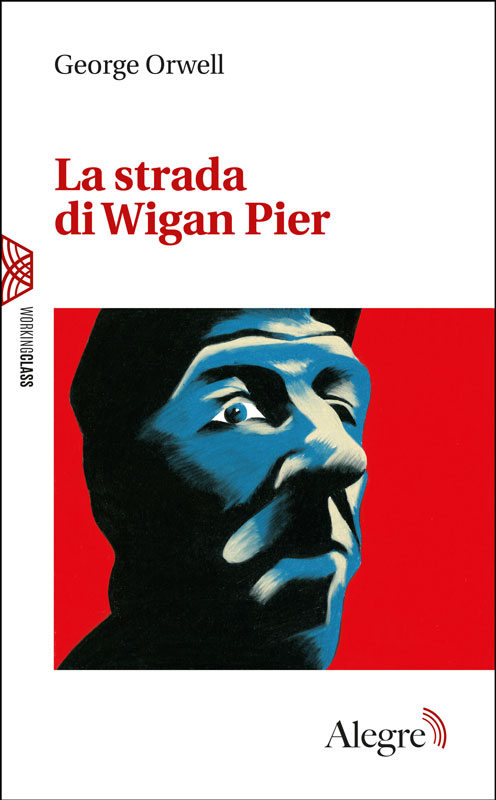 George Orwell
La strada
di Wigan Pier
WORKINGCLASS
Alegre